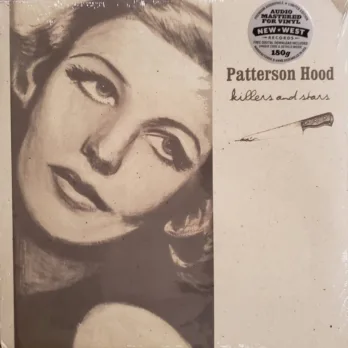 AUDIO
MASTERED
FOR VINYL
NEW WEST
RECORDS
180g
Patterson Hood
killers and stars